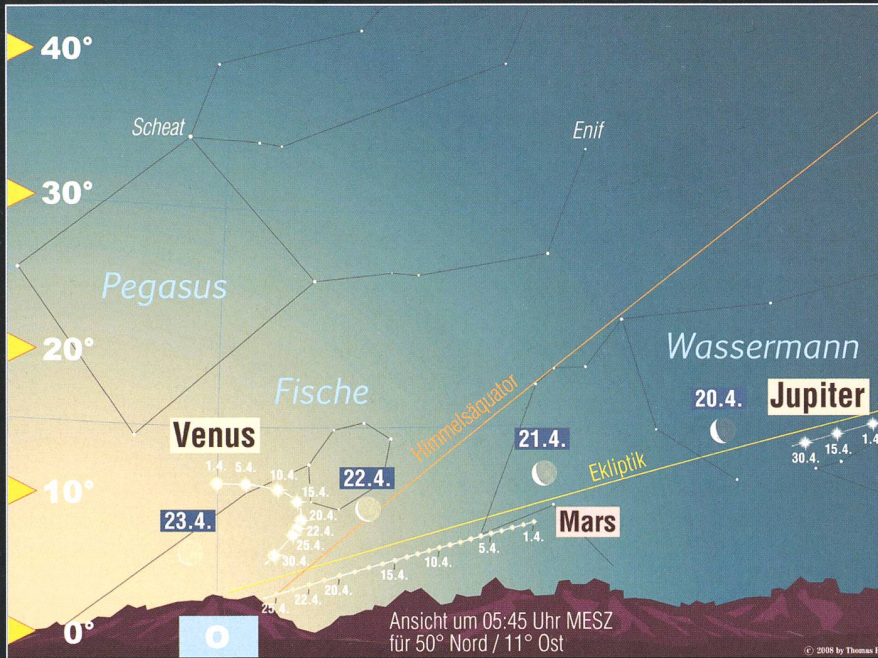 40°
Scheat
Enif
30°
Pegasus
20°
Wassermann
Fische
20.4.
Jupiter
Himmelsäquator
Venus
21.4.
30.4.
15.4.
1.4
1.4.
5.4.
10.4.
15.4.
20.4.
22.4.
25.4.
30.4.
22.4.
Ekliptik
10°
23.4.
Mars
1.4.
5.4.
10.4.
15.4.
20.4.
22.4.
25.4.
0°
O
Ansicht um 05:45 Uhr MESZ
für 50° Nord / 11° Ost
© 2008 by Thomas